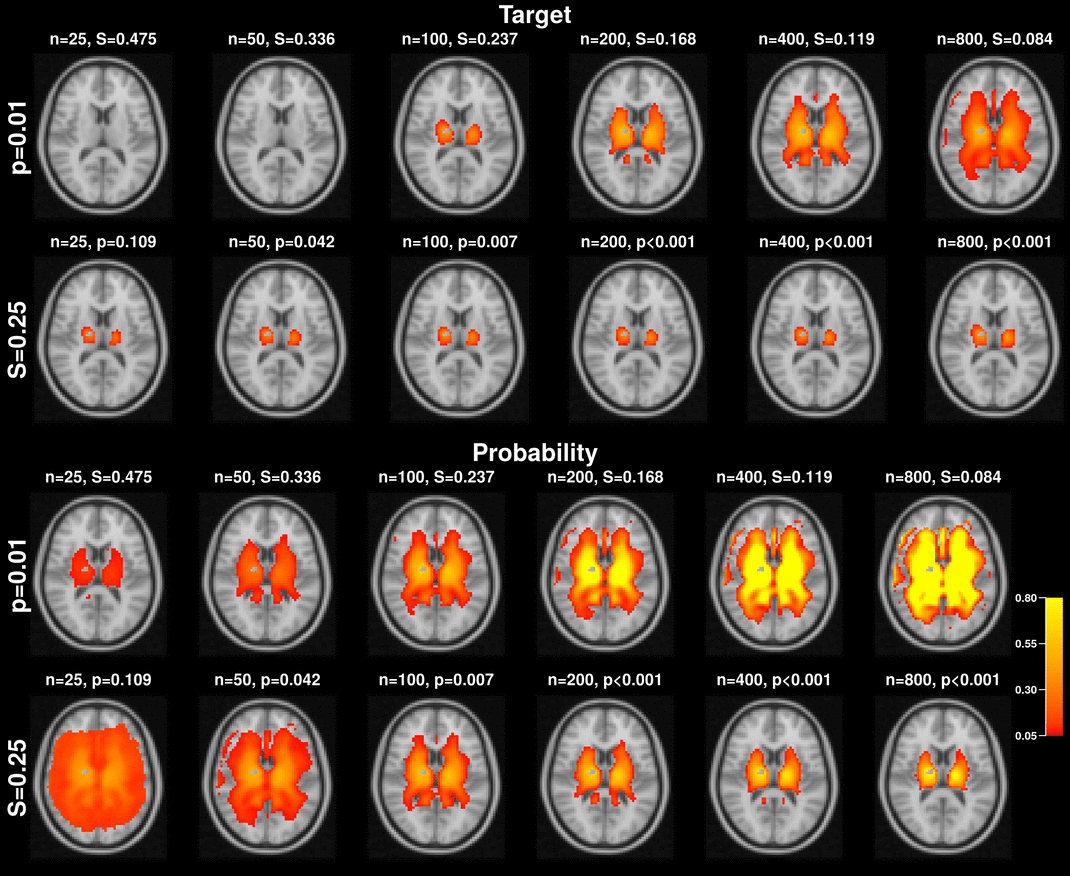 Target
n=25, S=0.475 n=50, S=0.336 n=100, S=0.237 n=200, S=0.168 n=400, S=0.119 n=800, S=0.084
p=0.01
n=25, p=0.109 n=50, p=0.042 n=100, p=0.007 n=200, p<0.001 n=400, p<0.001 n=800, p<0.001
S=0.25
Probability
n=25, S=0.475 n=50, S=0.336 n=100, S=0.237 n=200, S=0.168 n=400, S=0.119 n=800, S=0.084
p=0.01
0.80
0.55
0.30
0.05
n=25, p=0.109 n=50, p=0.042 n=100, p=0.007 n=200, p<0.001 n=400, p<0.001 n=800, p<0.001
S=0.25